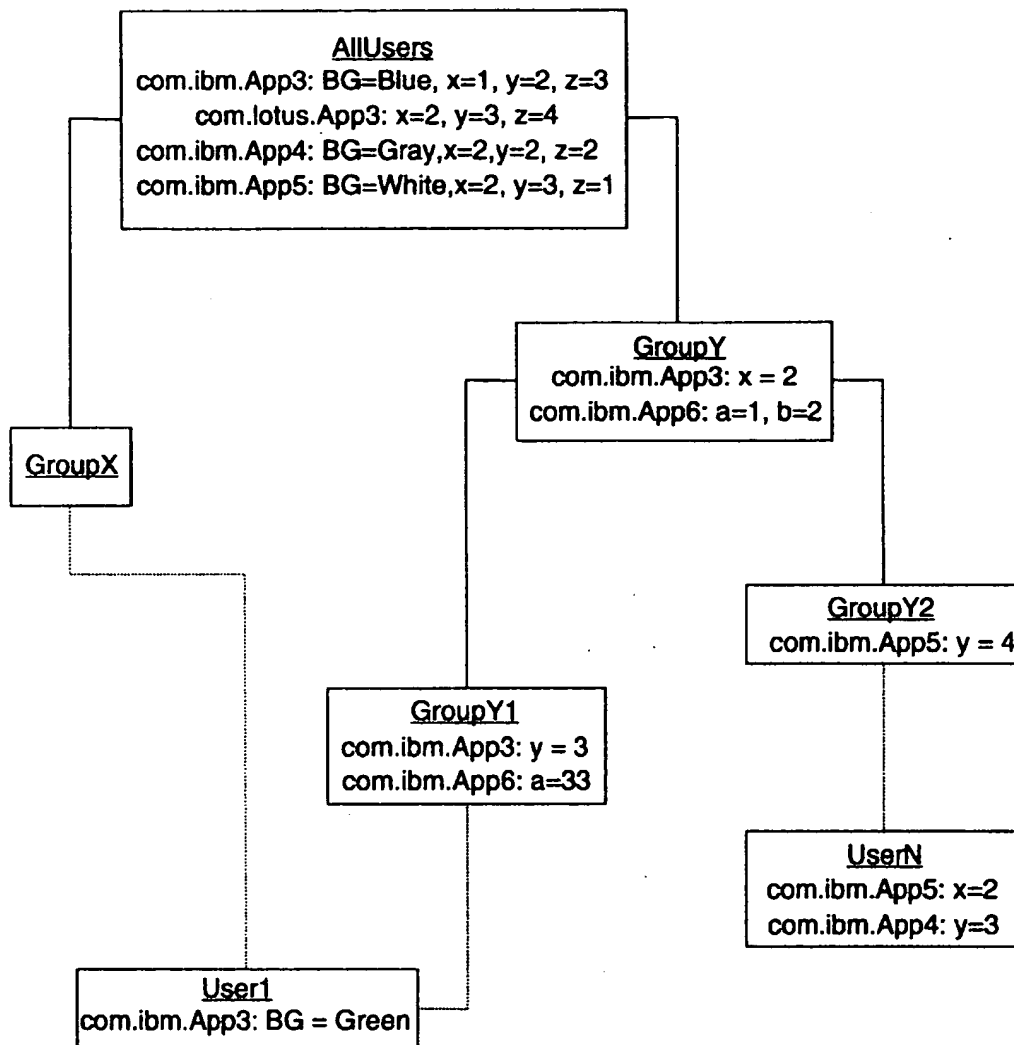 AllUsers
com.ibm.App3: BG=Blue, x=1, y=2, z=3
com.lotus.App3: x=2, y=3, z=4
com.ibm.App4: BG=Gray,x=2,y=2, z=2
com.ibm.App5: BG=White,x=2, y=3, z=1
GroupY
com.ibm.App3: x = 2
com.ibm.App6: a=1, b=2
GroupX
GroupY2
com.ibm.App5: y = 4
GroupY1
com.ibm.App3: y = 3
com.ibm.App6: a=33
UserN
com.ibm.App5: x=2
com.ibm.App4: y=3
User1
com.ibm.App3: BG = Green